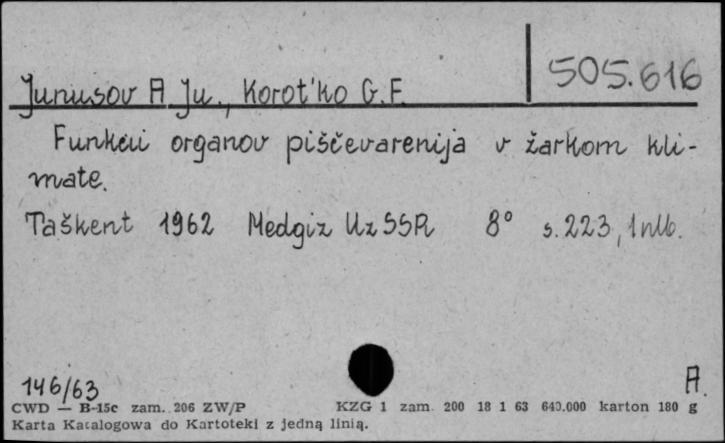 505.616
Junusov A Ju., Korot'ko G.F.
Funkcii organov piščevarenija v žarkom kli-
mate.
Taškent 1962 Medgiz UzSSR 8° s.223, 1 nlb.
146/63
A.
CWD — B-15c zam. 206 ZW/P KZG 1 zam. 200 18 1 63 640.000 karton 180 g
Karta Katalogowa do Kartoteki z jedną linią.